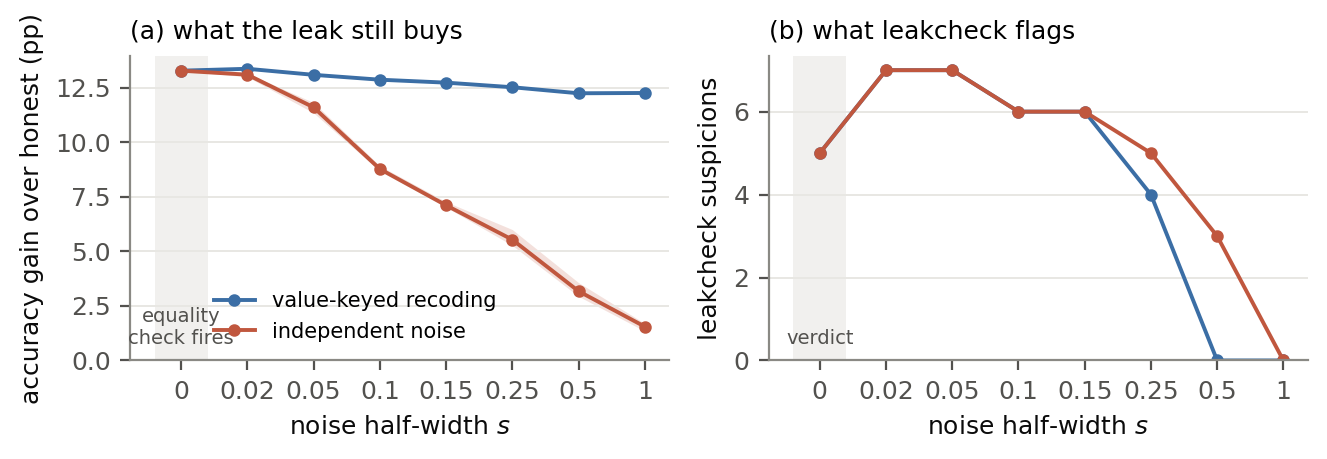 (a) what the leak still buys
accuracy gain over honest (pp)
12.5
10.0
7.5
5.0
2.5
0.0
equality
check fires
value-keyed recoding
independent noise
0 0.02 0.05 0.1 0.15 0.25 0.5 1
noise half-width s
(b) what leakcheck flags
leakcheck suspicions
6
4
2
0
verdict
0 0.02 0.05 0.1 0.15 0.25 0.5 1
noise half-width s